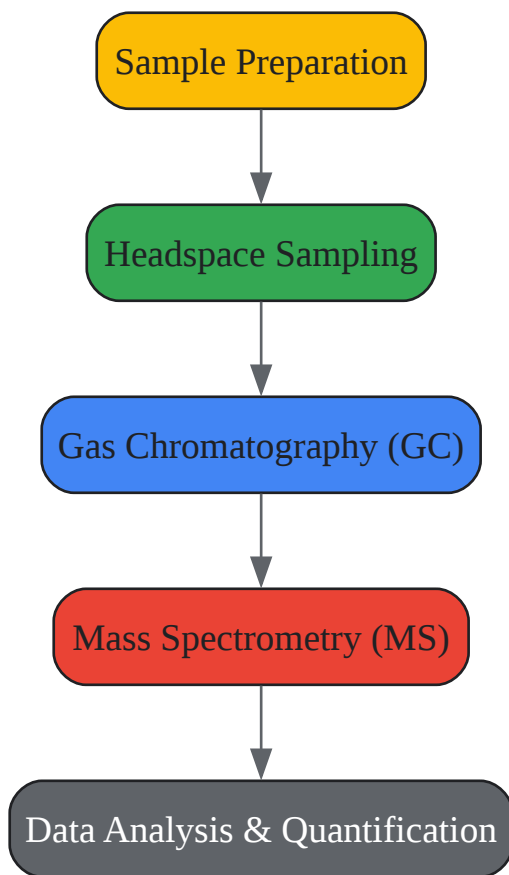 Sample Preparation
Headspace Sampling
Gas Chromatography (GC)
Mass Spectrometry (MS)
Data Analysis & Quantification